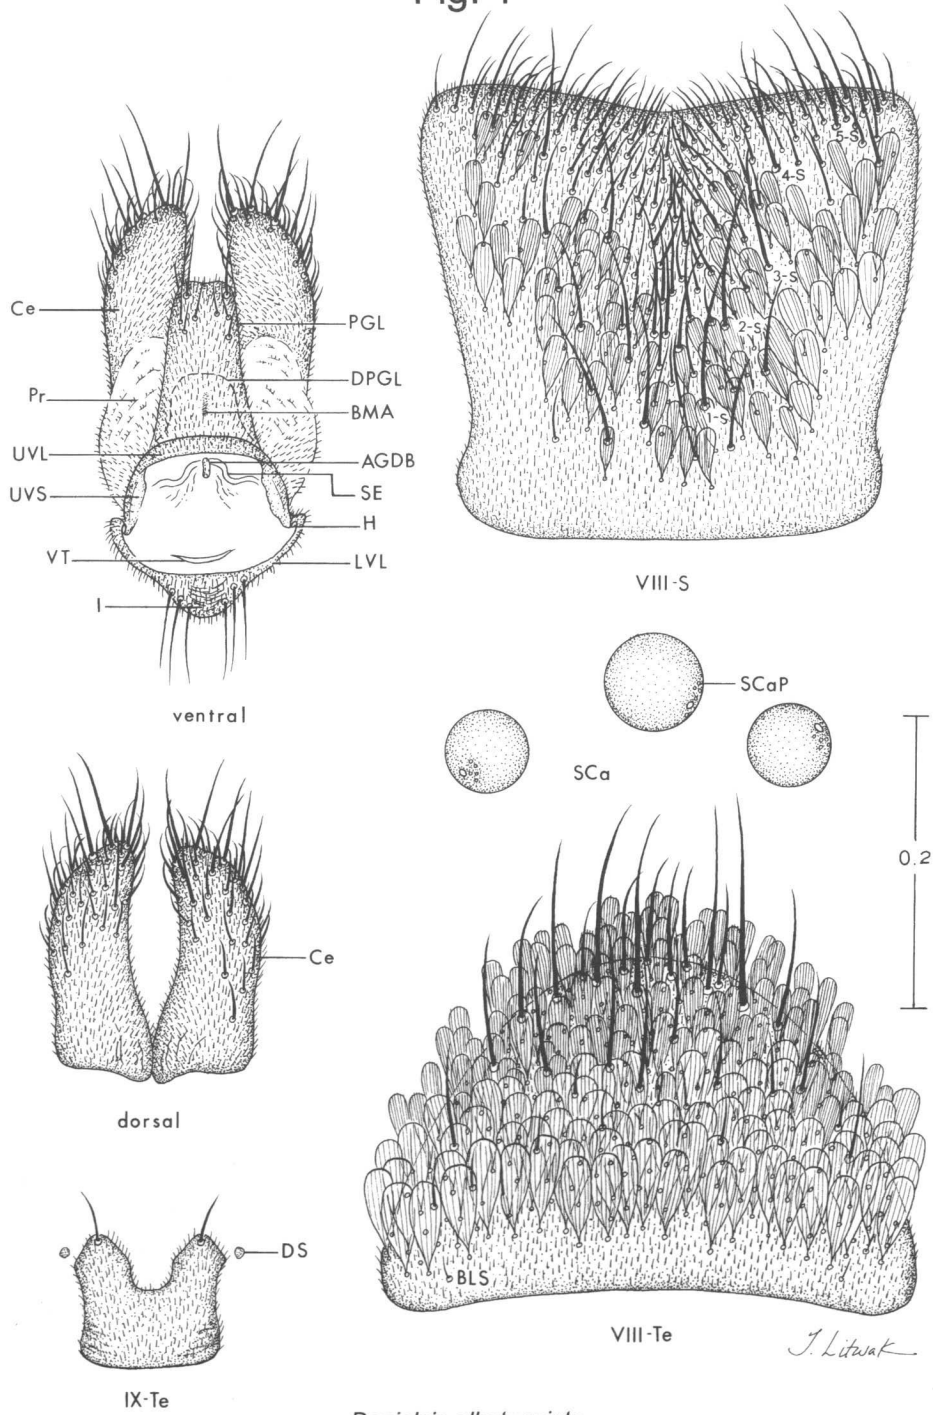 5-S
4-S
3-S
2-S
Ce
PGL
DPGL
Pr
BMA
UVL
AGDB
UVS
SE
H
VT
LVL
I
ventral
VIII-S
SCaP
SCa
0.2
Ce
dorsal
DS
BLS
VIII-Te
J. Litwak
IX-Te